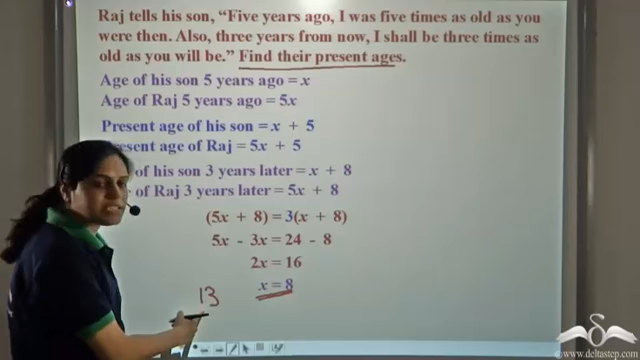 Raj tells his son, “Five years ago, I was five times as old as you
were then. Also, three years from now, I shall be three times as
old as you will be.” Find their present ages.
Age of his son 5 years ago = x
Age of Raj 5 years ago = 5x
Present age of his son = x + 5
resent age of Raj = 5x + 5
of his son 3 years later = x + 8
of Raj 3 years later = 5x + 8
(5x + 8) = 3(x + 8)
5x - 3x = 24 - 8
2x = 16
x = 8
13
www.deltastep.com